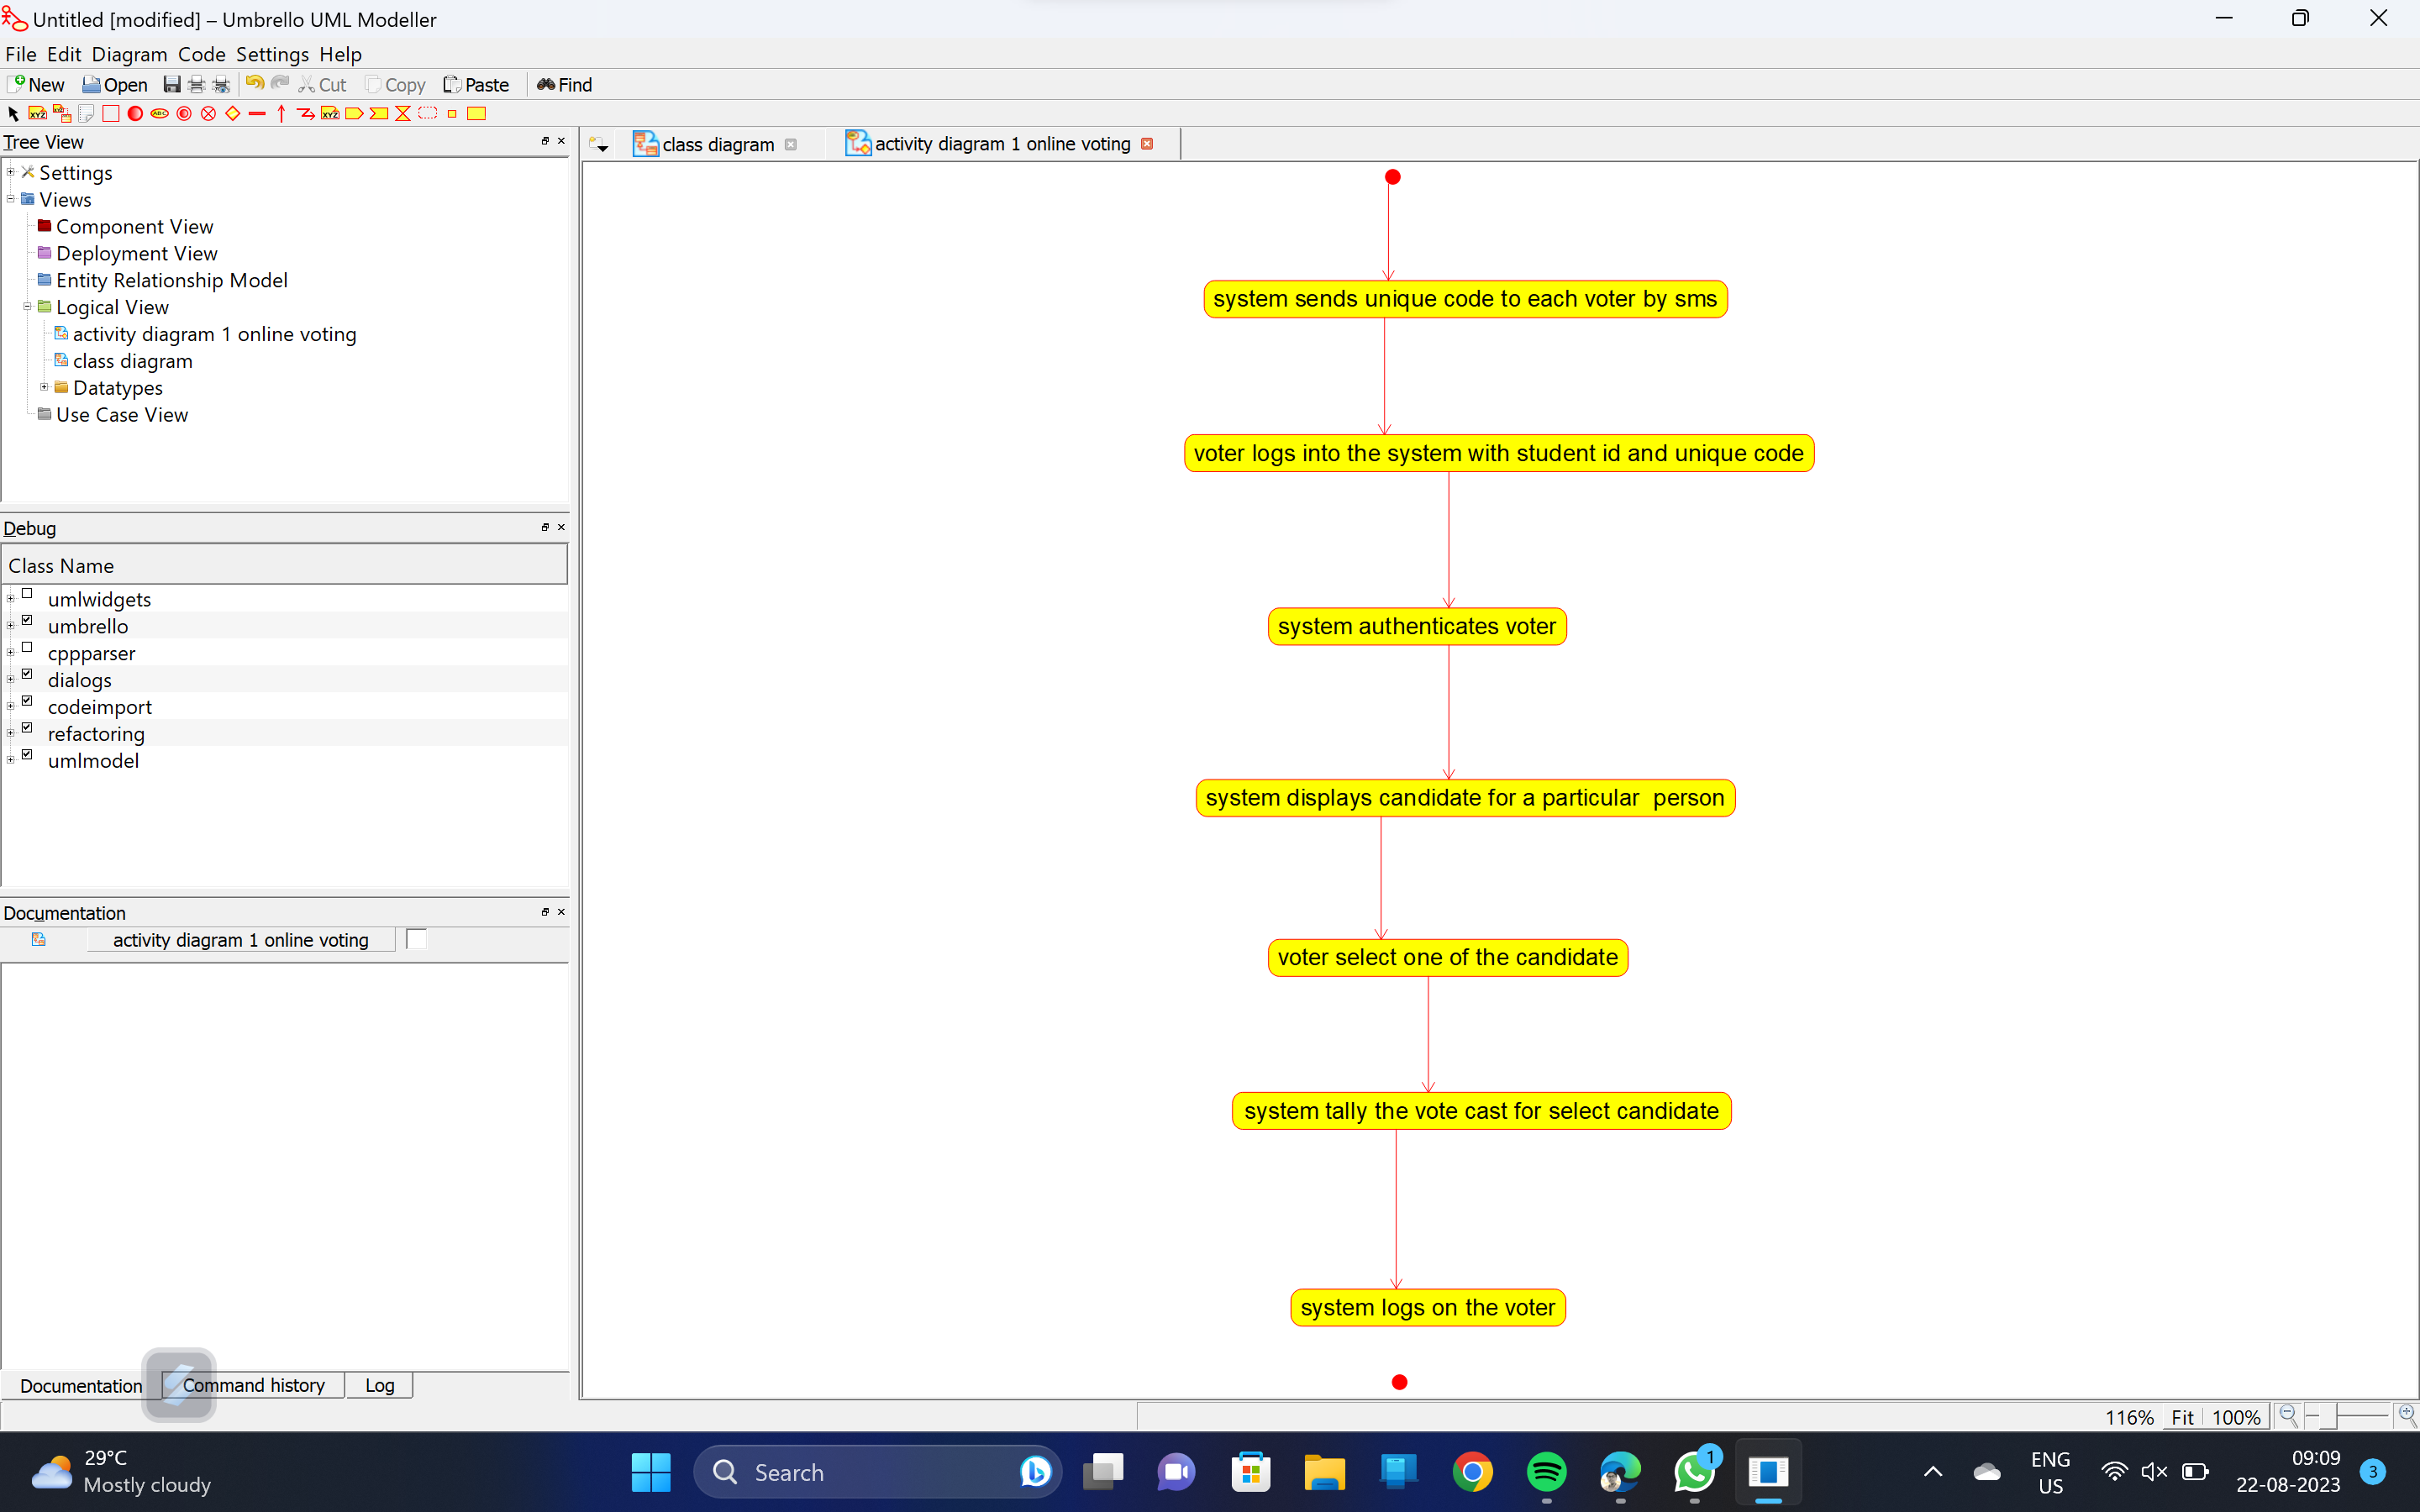 Untitled [modified] – Umbrello UML Modeller
File Edit Diagram Code Settings Help
New Open Cut Copy Paste Find
Tree View
class diagram
activity diagram 1 online voting
Settings
Views
Component View
Deployment View
Entity Relationship Model
Logical View
activity diagram 1 online voting
class diagram
Datatypes
Use Case View
Debug
Class Name
umlwidgets
umbrello
cppparser
dialogs
codeimport
refactoring
umlmodel
Documentation
activity diagram 1 online voting
Documentation
Command history
Log
system sends unique code to each voter by sms
voter logs into the system with student id and unique code
system authenticates voter
system displays candidate for a particular  person
voter select one of the candidate
system tally the vote cast for select candidate
system logs on the voter
116% Fit 100%
29°C
Mostly cloudy
Search
1
ENG
US
09:09
22-08-2023
3